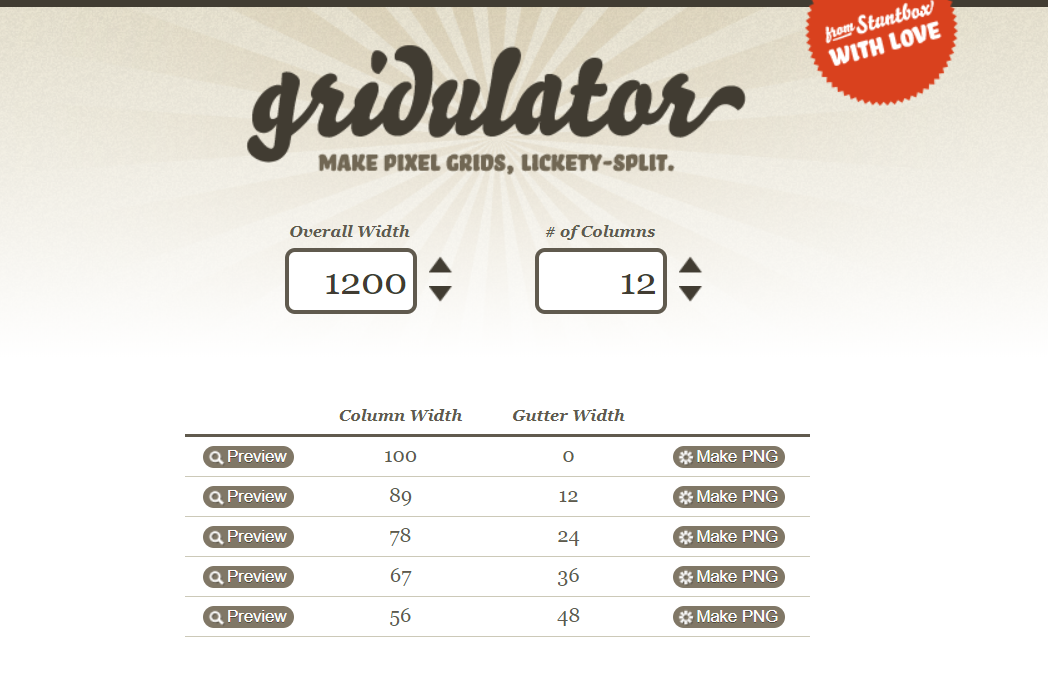 from Stuntbox
WITH LOVE
gridulator
MAKE PIXEL GRIDS, LICKETY-SPLIT.
Overall Width # of Columns
1200 12
Column Width Gutter Width
Preview 100 0 Make PNG
Preview 89 12 Make PNG
Preview 78 24 Make PNG
Preview 67 36 Make PNG
Preview 56 48 Make PNG